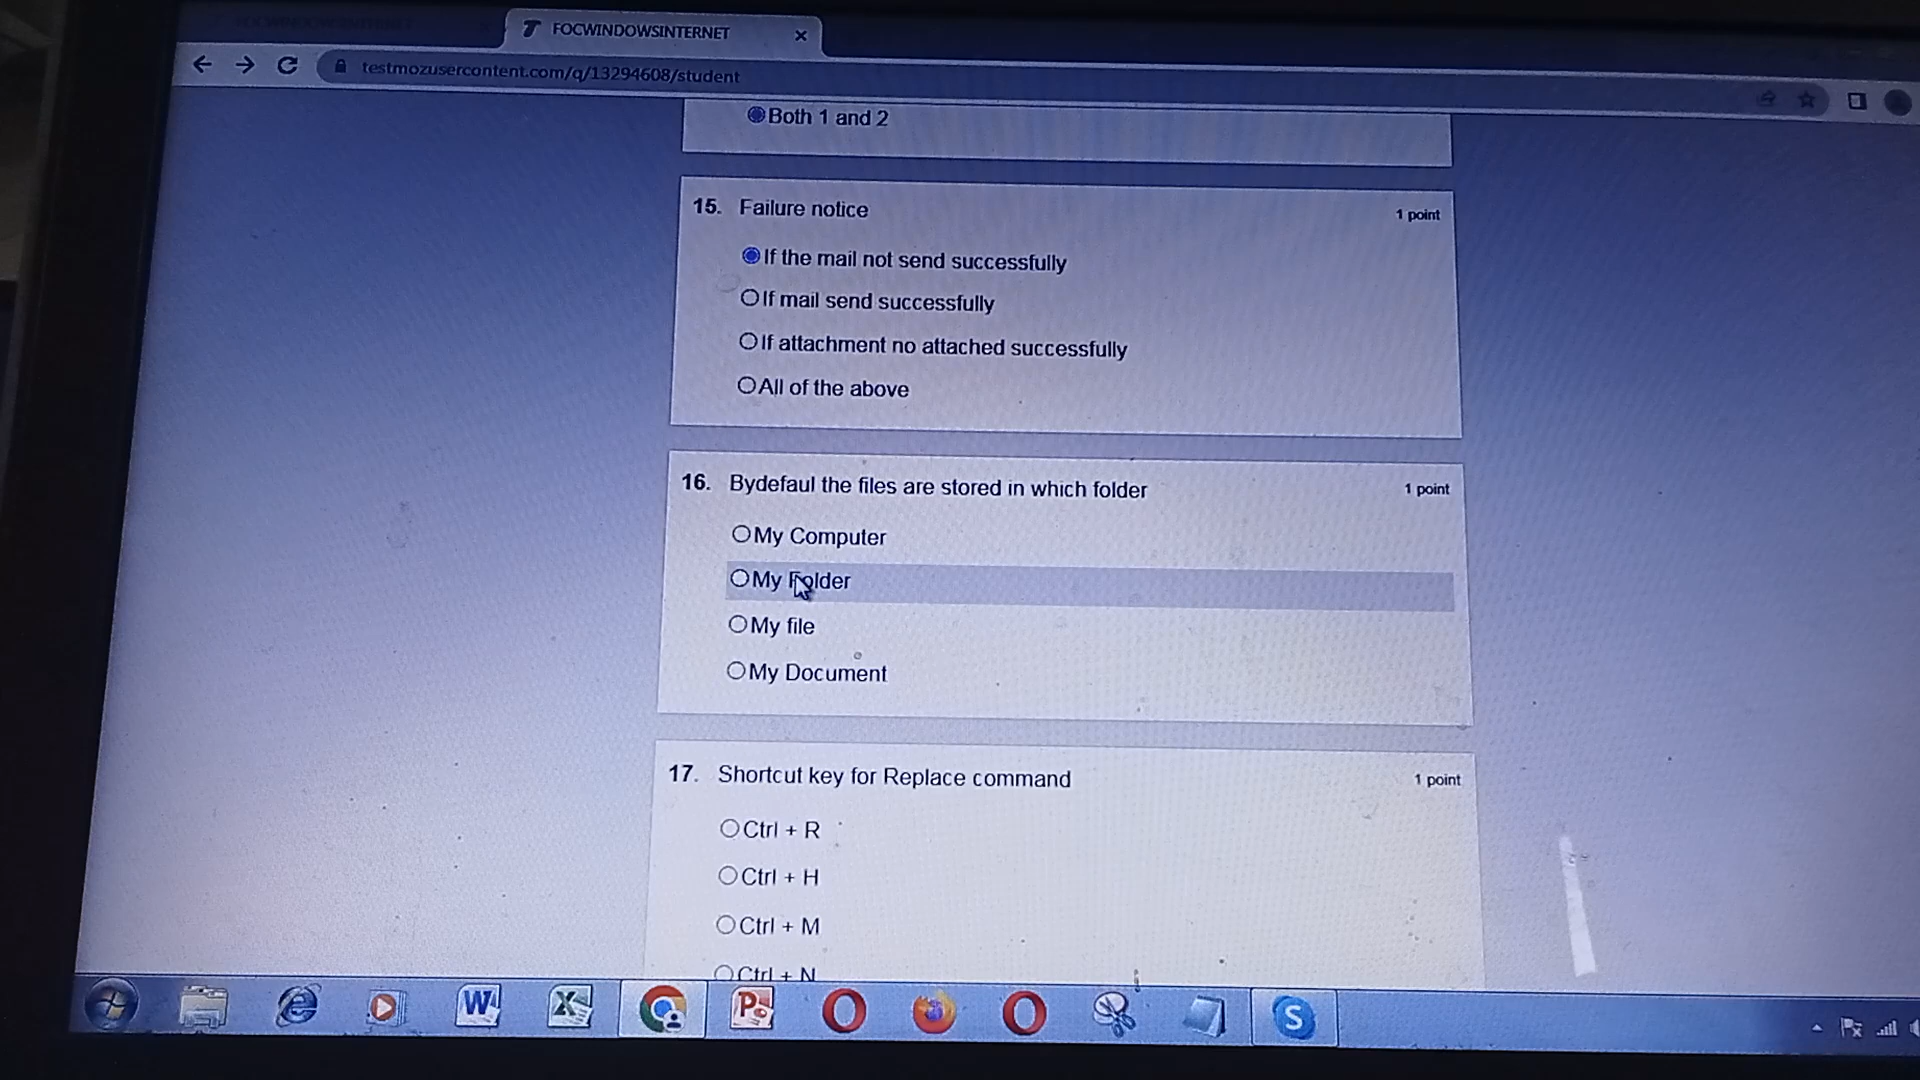 FOCWINDOWSINTERNET
testmozusercontent.com/q/13294608/student
Both 1 and 2
15. Failure notice 1 point
If the mail not send successfully
If mail send successfully
If attachment no attached successfully
All of the above
16. Bydefaul the files are stored in which folder 1 point
My Computer
My Folder
My file
My Document
17. Shortcut key for Replace command 1 point
Ctrl + R
Ctrl + H
Ctrl + M
Ctrl + N